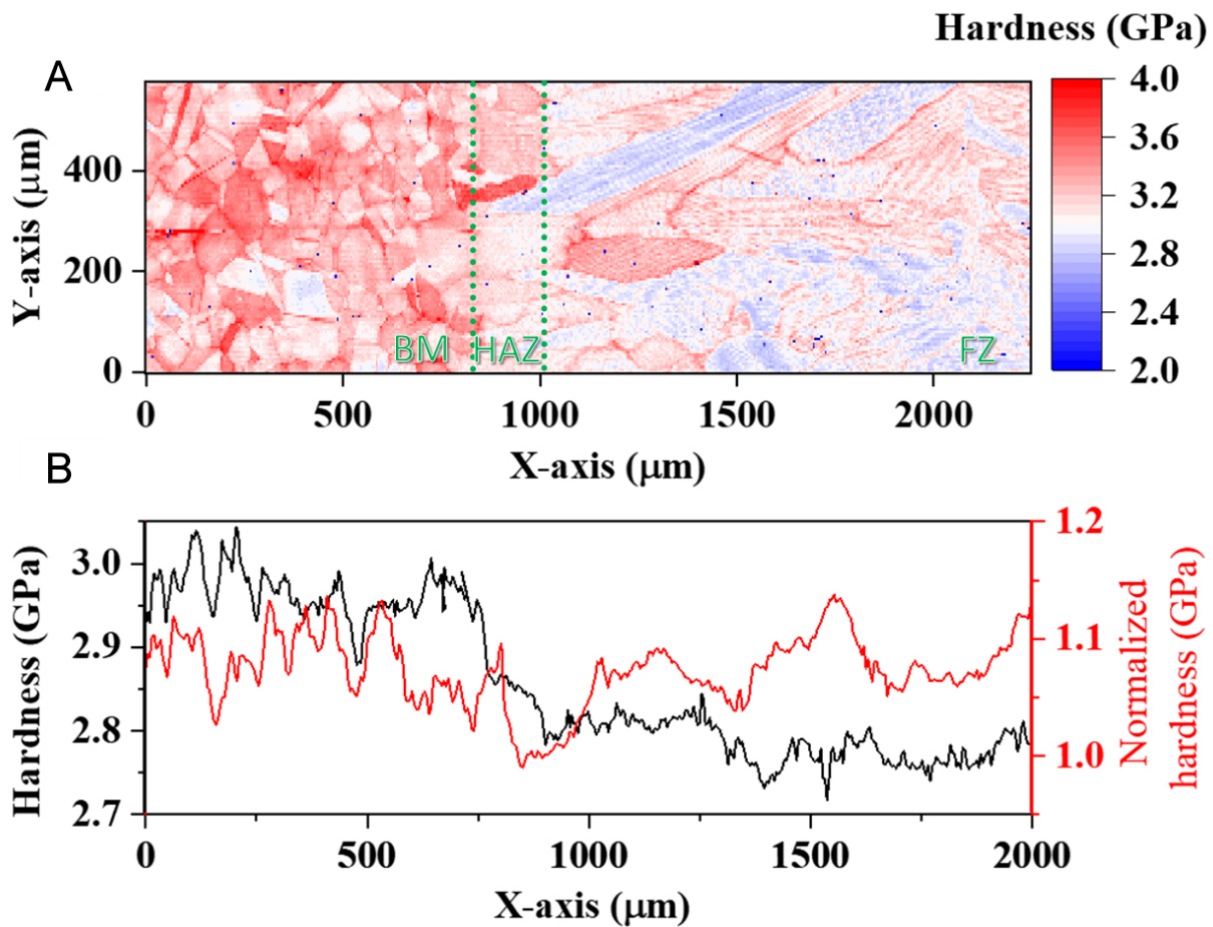 Hardness (GPa)
A
4.0
3.6
3.2
2.8
2.4
2.0
Y-axis (μm)
400
200
0
BM
HAZ
FZ
0 500 1000 1500 2000
X-axis (μm)
B
Hardness (GPa)
3.0
2.9
2.8
2.7
1.2
1.1
1.0
Normalized
hardness (GPa)
0 500 1000 1500 2000
X-axis (μm)